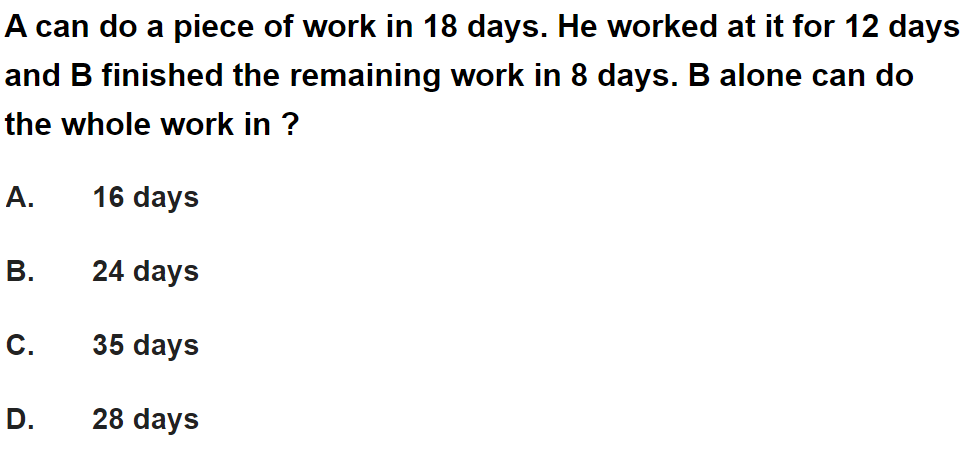 A can do a piece of work in 18 days. He worked at it for 12 days
and B finished the remaining work in 8 days. B alone can do
the whole work in ?
A. 16 days
B. 24 days
C. 35 days
D. 28 days